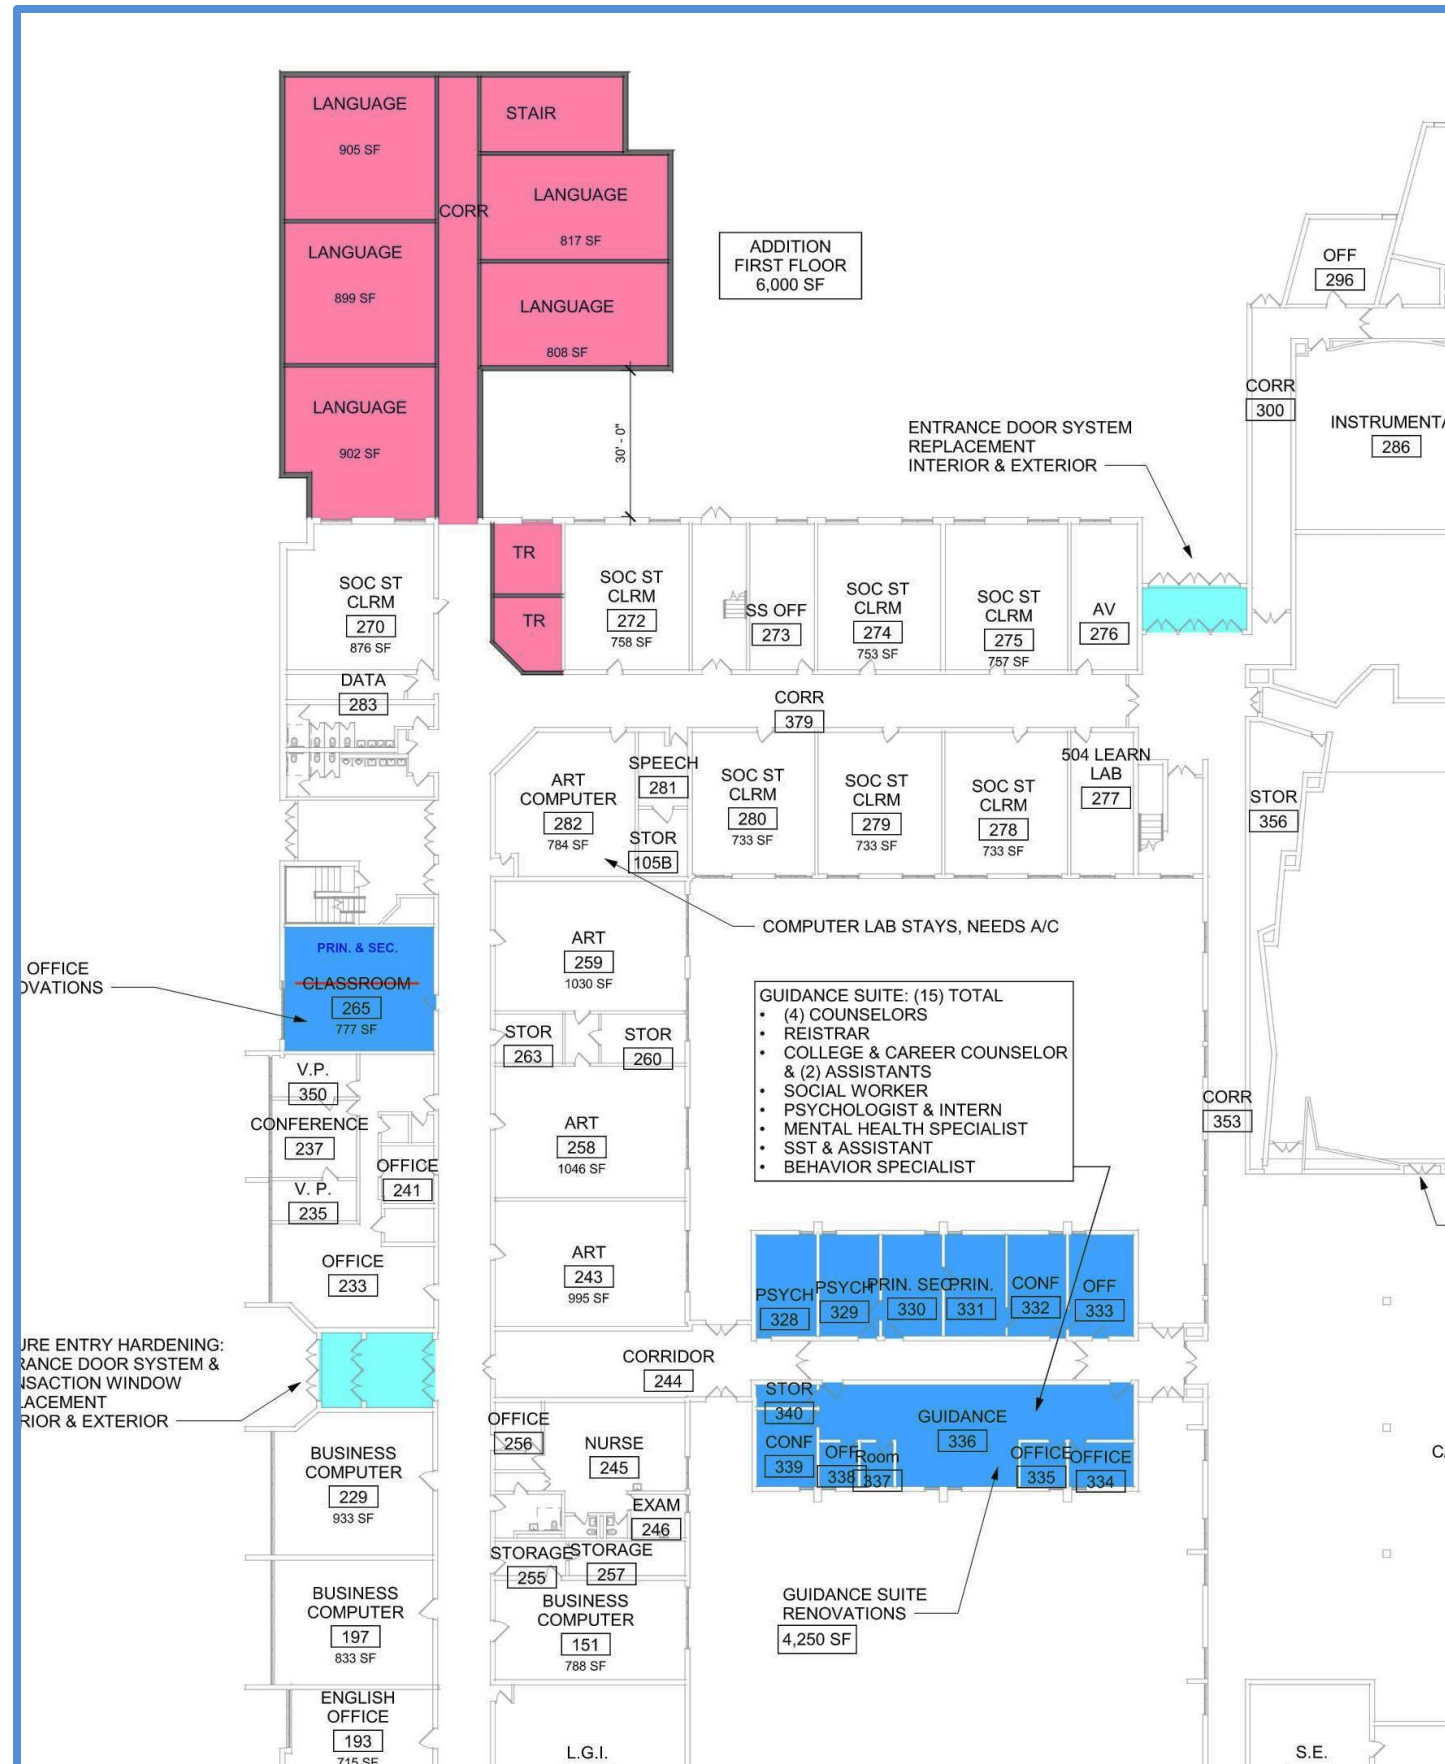 LANGUAGE
905 SF
STAIR
LANGUAGE
817 SF
CORR
LANGUAGE
899 SF
LANGUAGE
808 SF
LANGUAGE
902 SF
30' - 0"
ADDITION
FIRST FLOOR
6,000 SF
OFF
296
CORR
300
INSTRUMENTA
286
ENTRANCE DOOR SYSTEM
REPLACEMENT
INTERIOR & EXTERIOR
SOC ST
CLRM
270
876 SF
TR
TR
SOC ST
CLRM
272
758 SF
SS OFF
273
SOC ST
CLRM
274
753 SF
SOC ST
CLRM
275
757 SF
AV
276
DATA
283
CORR
379
ART
COMPUTER
282
784 SF
SPEECH
281
STOR
105B
SOC ST
CLRM
280
733 SF
SOC ST
CLRM
279
733 SF
SOC ST
CLRM
278
733 SF
504 LEARN
LAB
277
STOR
356
COMPUTER LAB STAYS, NEEDS A/C
PRIN. & SEC.
CLASSROOM
265
777 SF
OFFICE
OVATIONS
ART
259
1030 SF
STOR
263
STOR
260
GUIDANCE SUITE: (15) TOTAL
• (4) COUNSELORS
• REISTRAR
• COLLEGE & CAREER COUNSELOR
& (2) ASSISTANTS
• SOCIAL WORKER
• PSYCHOLOGIST & INTERN
• MENTAL HEALTH SPECIALIST
• SST & ASSISTANT
• BEHAVIOR SPECIALIST
V.P.
350
CONFERENCE
237
OFFICE
241
V. P.
235
OFFICE
233
ART
258
1046 SF
ART
243
995 SF
CORR
353
PSYCH
328
PSYCH
329
PRIN. SEC.
330
PRIN.
331
CONF
332
OFF
333
URE ENTRY HARDENING:
RANCE DOOR SYSTEM &
NSACTION WINDOW
LACEMENT
RIOR & EXTERIOR
CORRIDOR
244
STOR
340
CONF
339
OFF
338
Room
337
GUIDANCE
336
OFFICE
335
OFFICE
334
OFFICE
256
NURSE
245
EXAM
246
STORAGE
255
STORAGE
257
BUSINESS
COMPUTER
229
933 SF
BUSINESS
COMPUTER
197
833 SF
BUSINESS
COMPUTER
151
788 SF
GUIDANCE SUITE
RENOVATIONS
4,250 SF
ENGLISH
OFFICE
193
715 SF
L.G.I.
S.E.